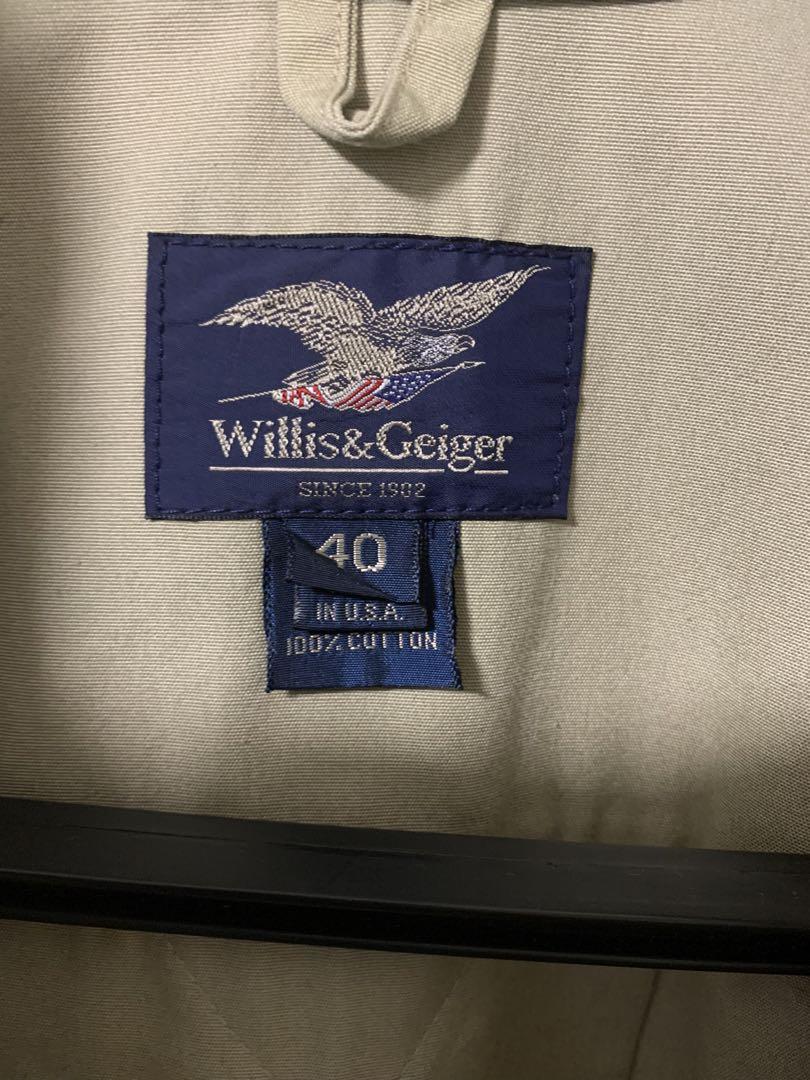 Willis&Geiger
SINCE 1902
40
IN U.S.A.
100% COTTON